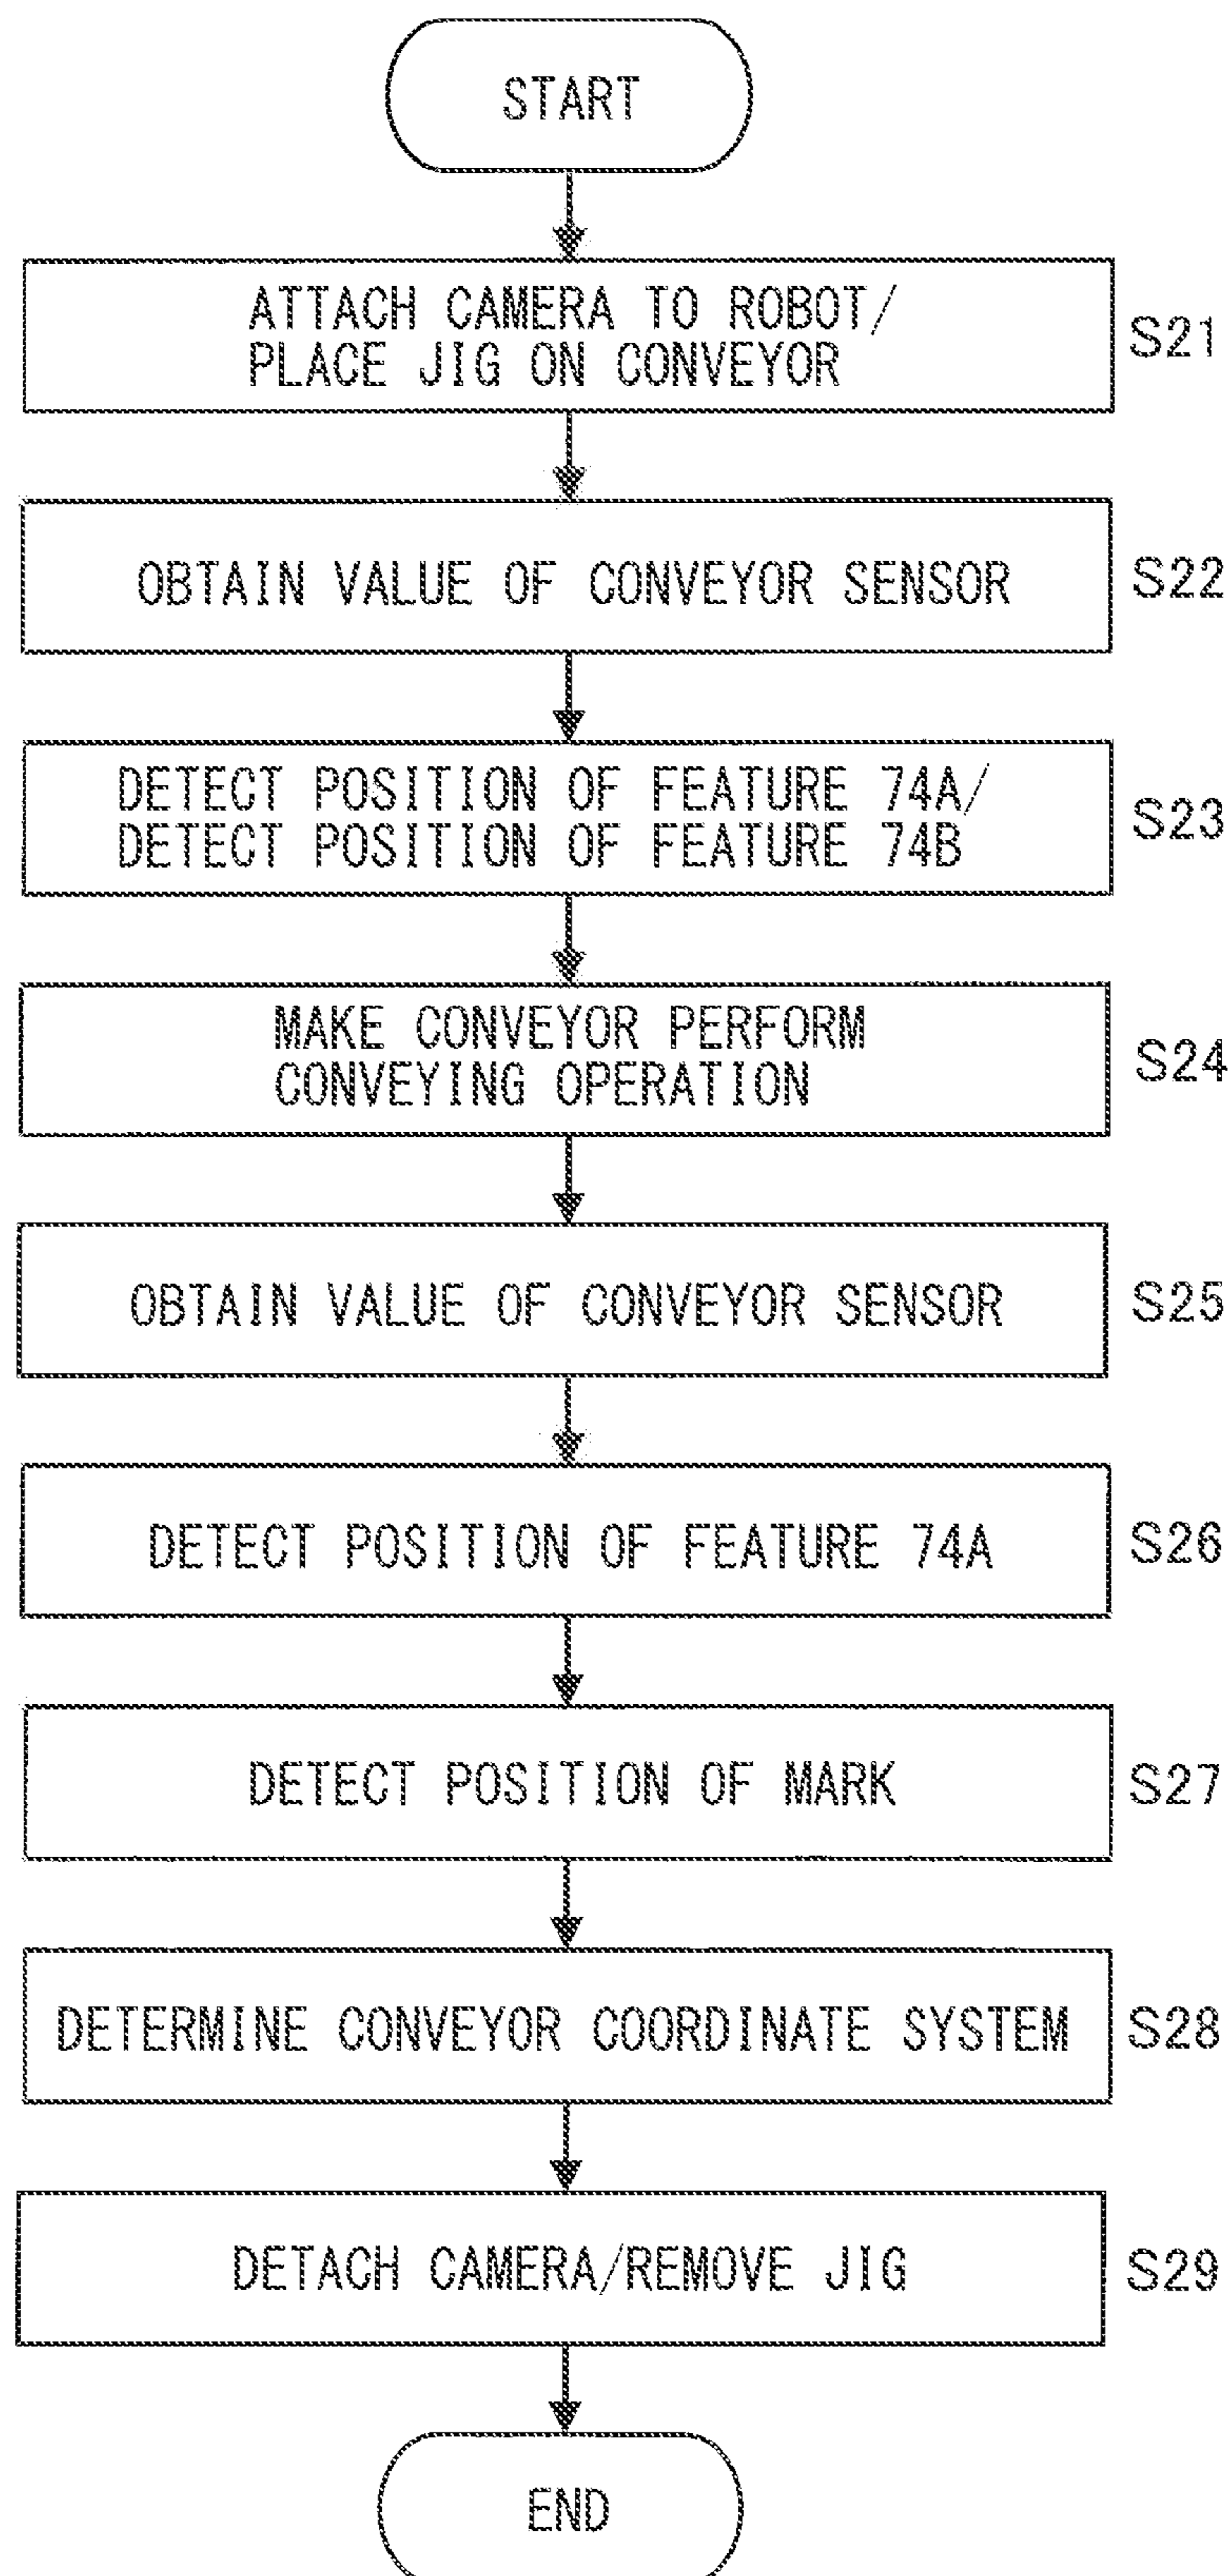 START
ATTACH CAMERA TO ROBOT/
PLACE JIG ON CONVEYOR
S21
OBTAIN VALUE OF CONVEYOR SENSOR
S22
DETECT POSITION OF FEATURE 74A/
DETECT POSITION OF FEATURE 74B
S23
MAKE CONVEYOR PERFORM
CONVEYING OPERATION
S24
OBTAIN VALUE OF CONVEYOR SENSOR
S25
DETECT POSITION OF FEATURE 74A
S26
DETECT POSITION OF MARK
S27
DETERMINE CONVEYOR COORDINATE SYSTEM
S28
DETACH CAMERA/REMOVE JIG
S29
END